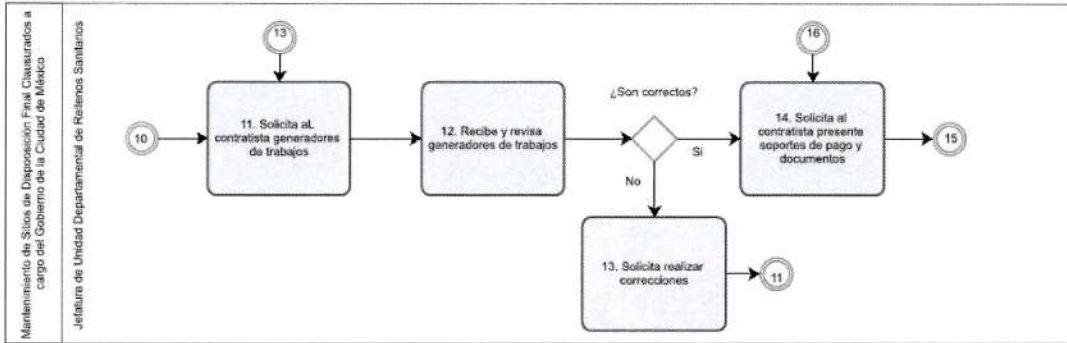 Mantenimiento de Sitios de Disposición Final Clausurados a
cargo del Gobierno de la Ciudad de México
Jefatura de Unidad Departamental de Rellenos Sanitarios
13
10
11. Solicita aL
contratista generadores
de trabajos
12. Recibe y revisa
generadores de trabajos
¿Son correctos?
Sí
No
16
14. Solicita al
contratista presente
soportes de pago y
documentos
15
13. Solicita realizar
correcciones
11